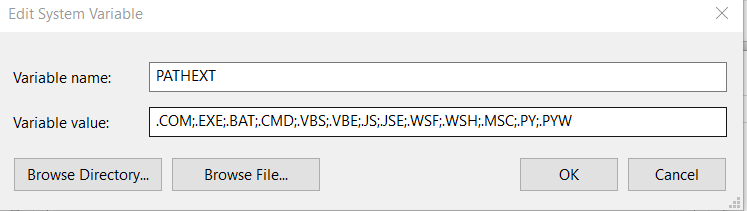 Edit System Variable
Variable name: PATHEXT
Variable value: .COM;.EXE;.BAT;.CMD;.VBS;.VBE;JS;JSE;.WSF;.WSH;.MSC;.PY;.PYW
Browse Directory... Browse File... OK Cancel